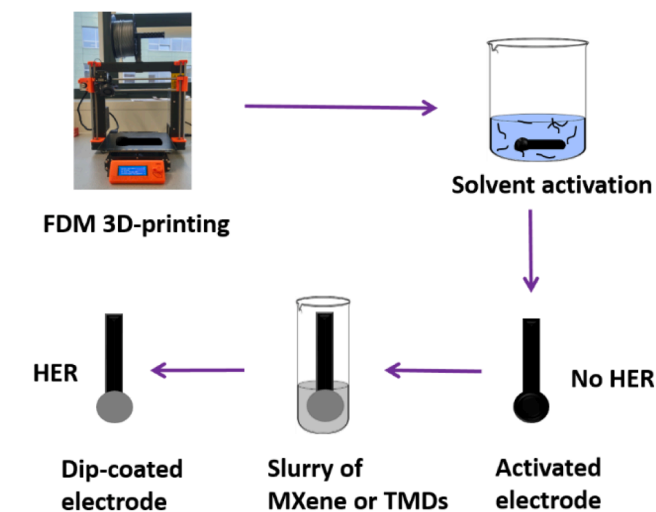 FDM 3D-printing
Solvent activation
No HER
Activated
electrode
Slurry of
MXene or TMDs
HER
Dip-coated
electrode